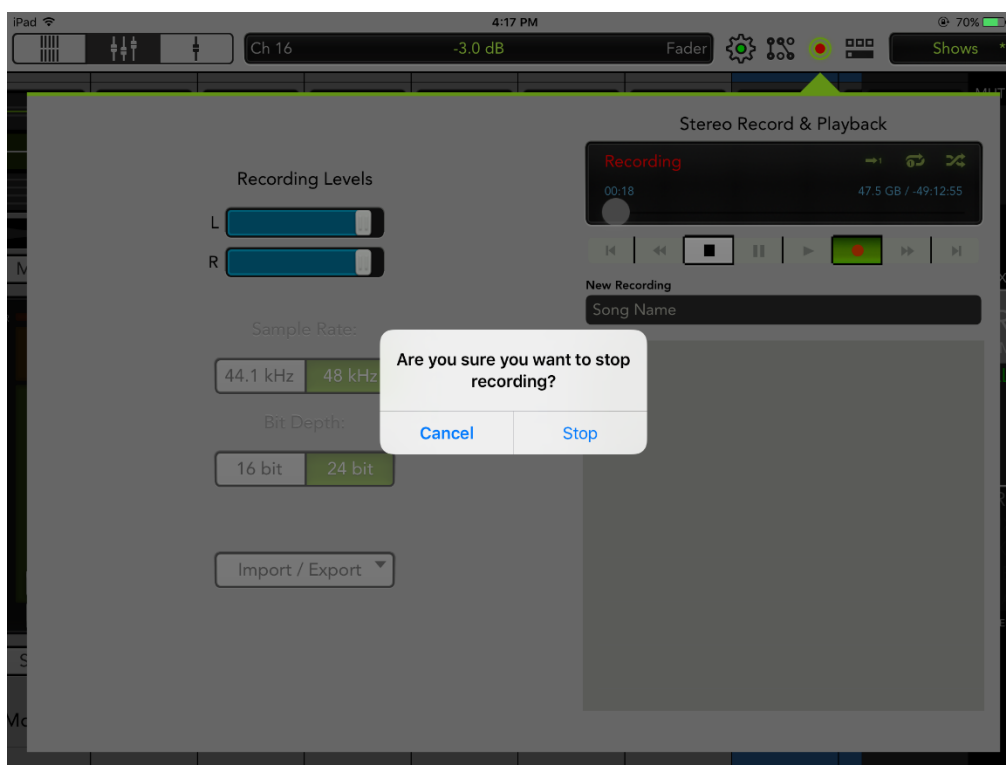 iPad 4:17 PM 70%
Ch 16 -3.0 dB Fader Shows *
Stereo Record & Playback
Recording
1
00:18 47.5 GB / -49:12:55
Recording Levels
L
R
New Recording
Song Name
Sample Rate:
44.1 kHz 48 kHz
Bit Depth:
16 bit 24 bit
Import / Export
Are you sure you want to stop
recording?
Cancel Stop